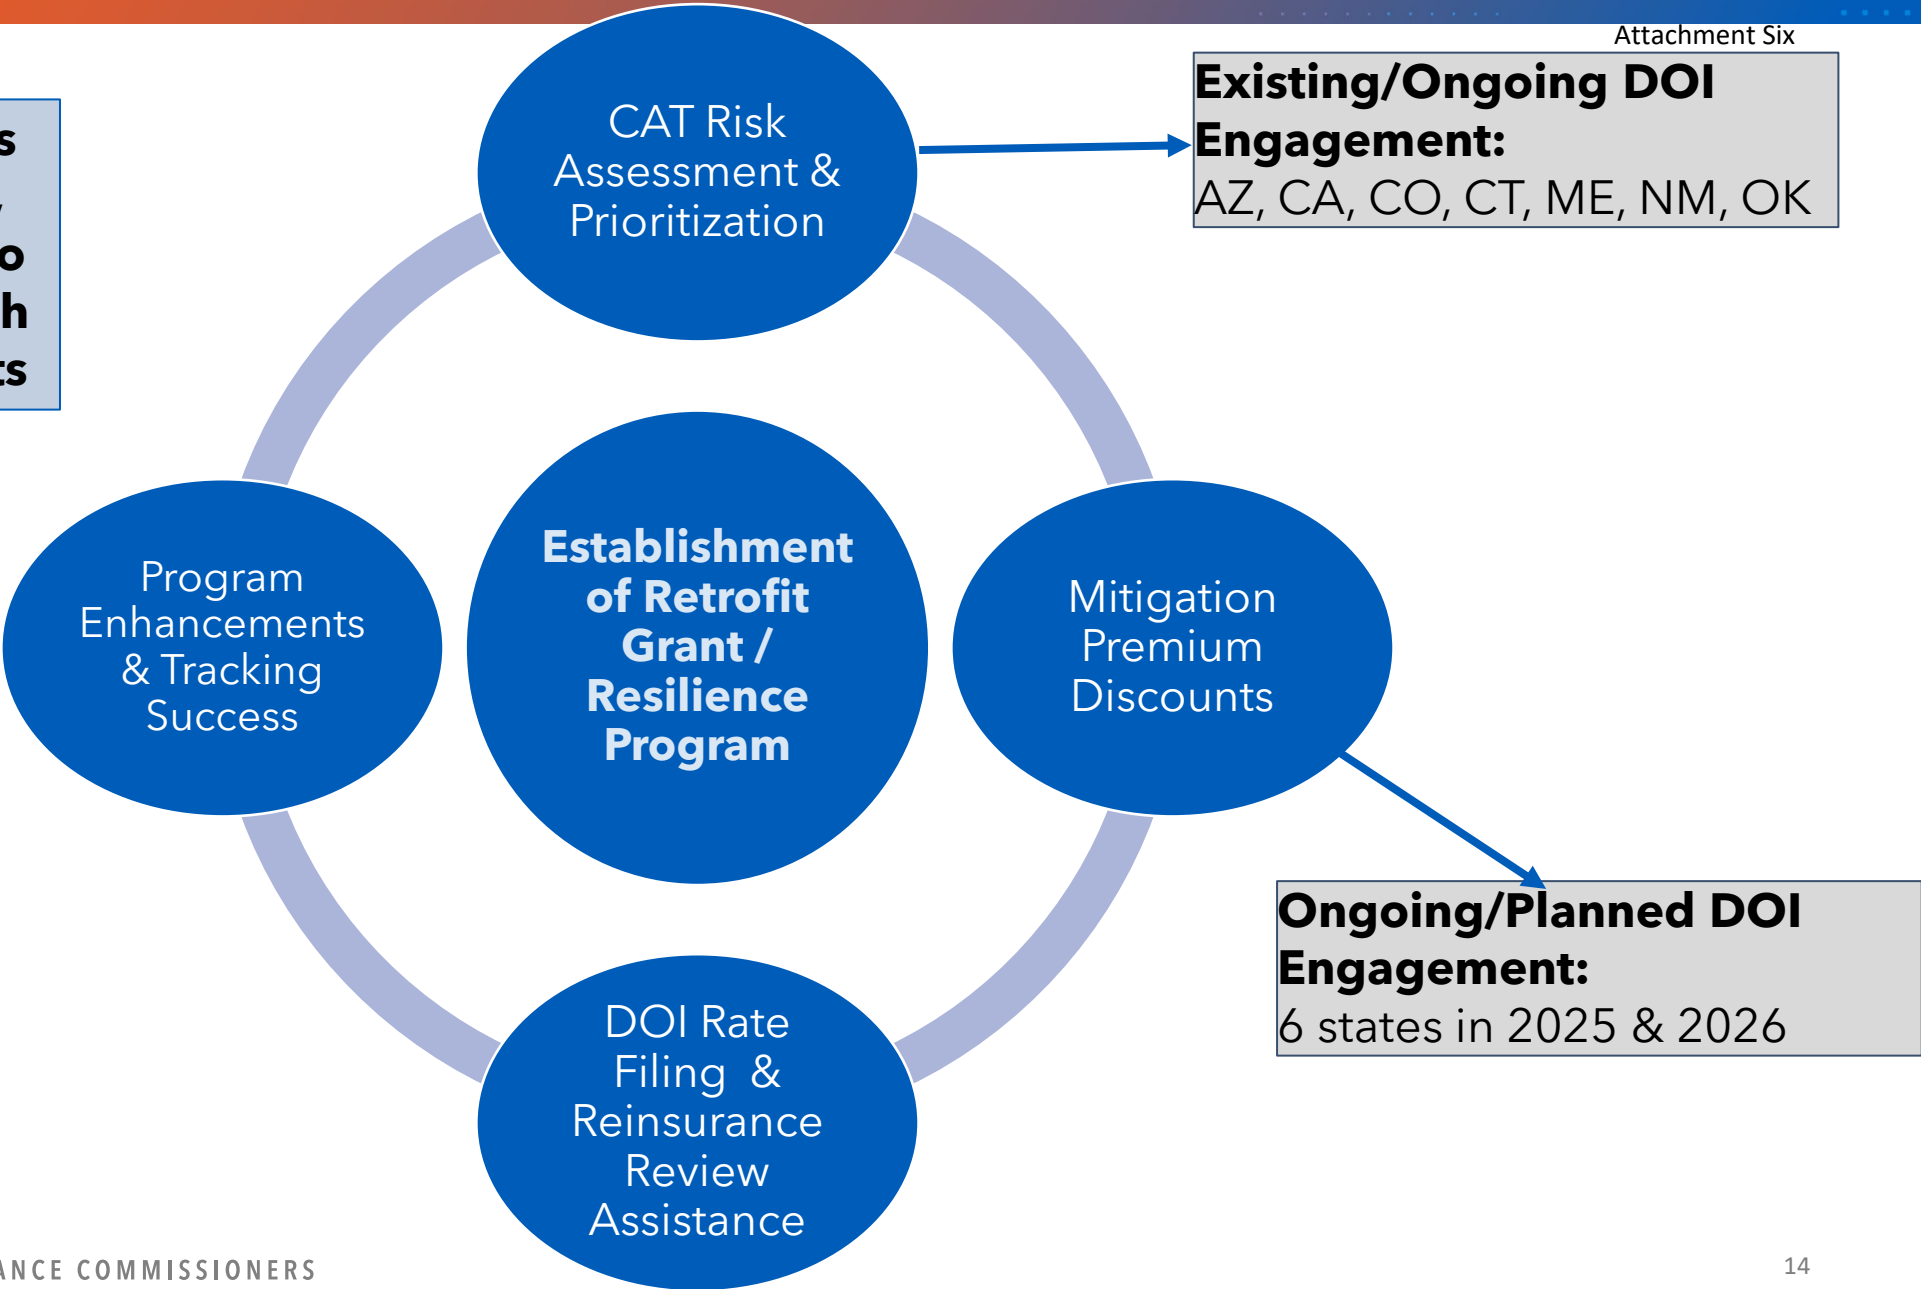 Attachment Six
Existing/Ongoing DOI
Engagement:
AZ, CA, CO, CT, ME, NM, OK
CAT Risk
Assessment &
Prioritization
Program
Enhancements
& Tracking
Success
Establishment
of Retrofit
Grant /
Resilience
Program
Mitigation
Premium
Discounts
Ongoing/Planned DOI
Engagement:
6 states in 2025 & 2026
DOI Rate
Filing &
Reinsurance
Review
Assistance
COMMISSIONERS
14